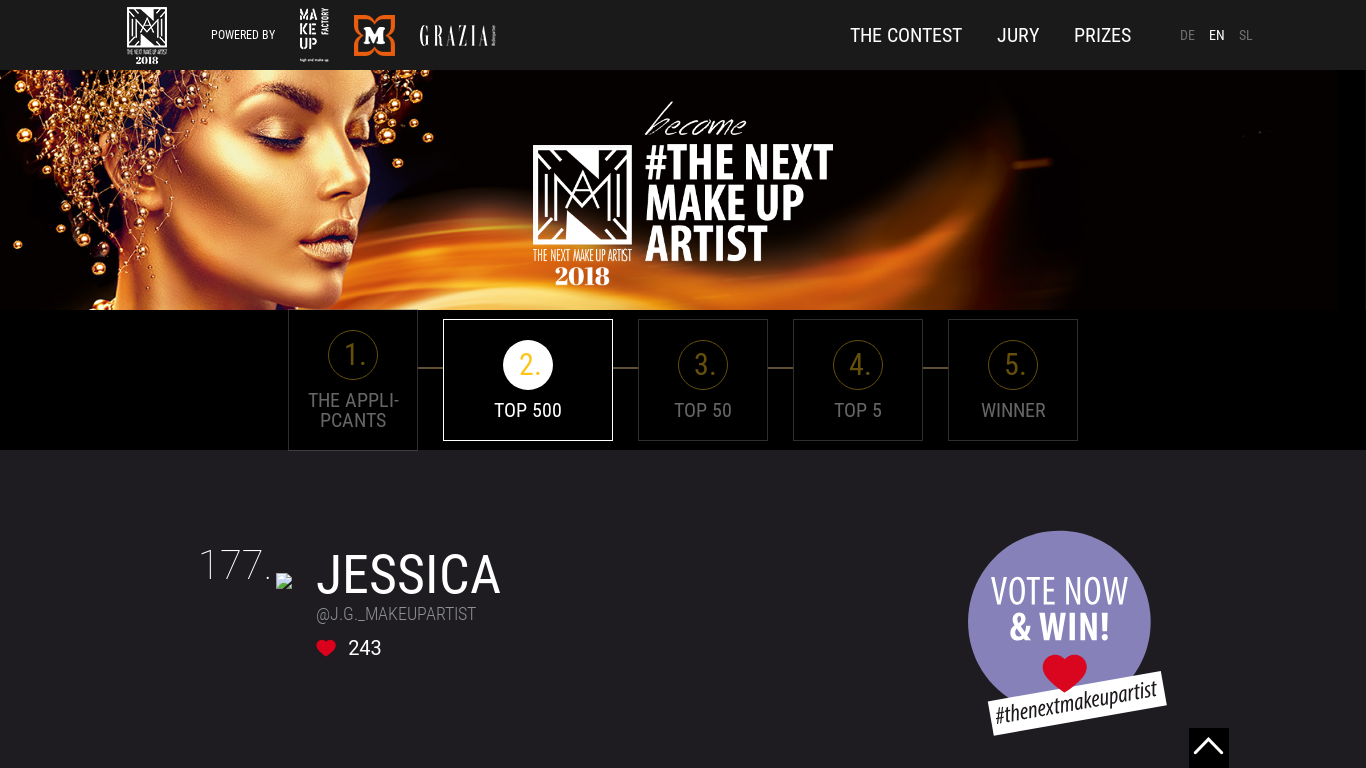 THE NEXT MAKE UP ARTIST
2018
POWERED BY
MAKE UP FACTORY
high end make up
M
GRAZIA
THE CONTEST
JURY
PRIZES
DE
EN
SL
become
#THE NEXT
MAKE UP
ARTIST
THE NEXT MAKE UP ARTIST
2018
1.
THE APPLI-
PCANTS
2.
TOP 500
3.
TOP 50
4.
TOP 5
5.
WINNER
177.
JESSICA
@J.G._MAKEUPARTIST
243
VOTE NOW
& WIN!
#thenextmakeupartist